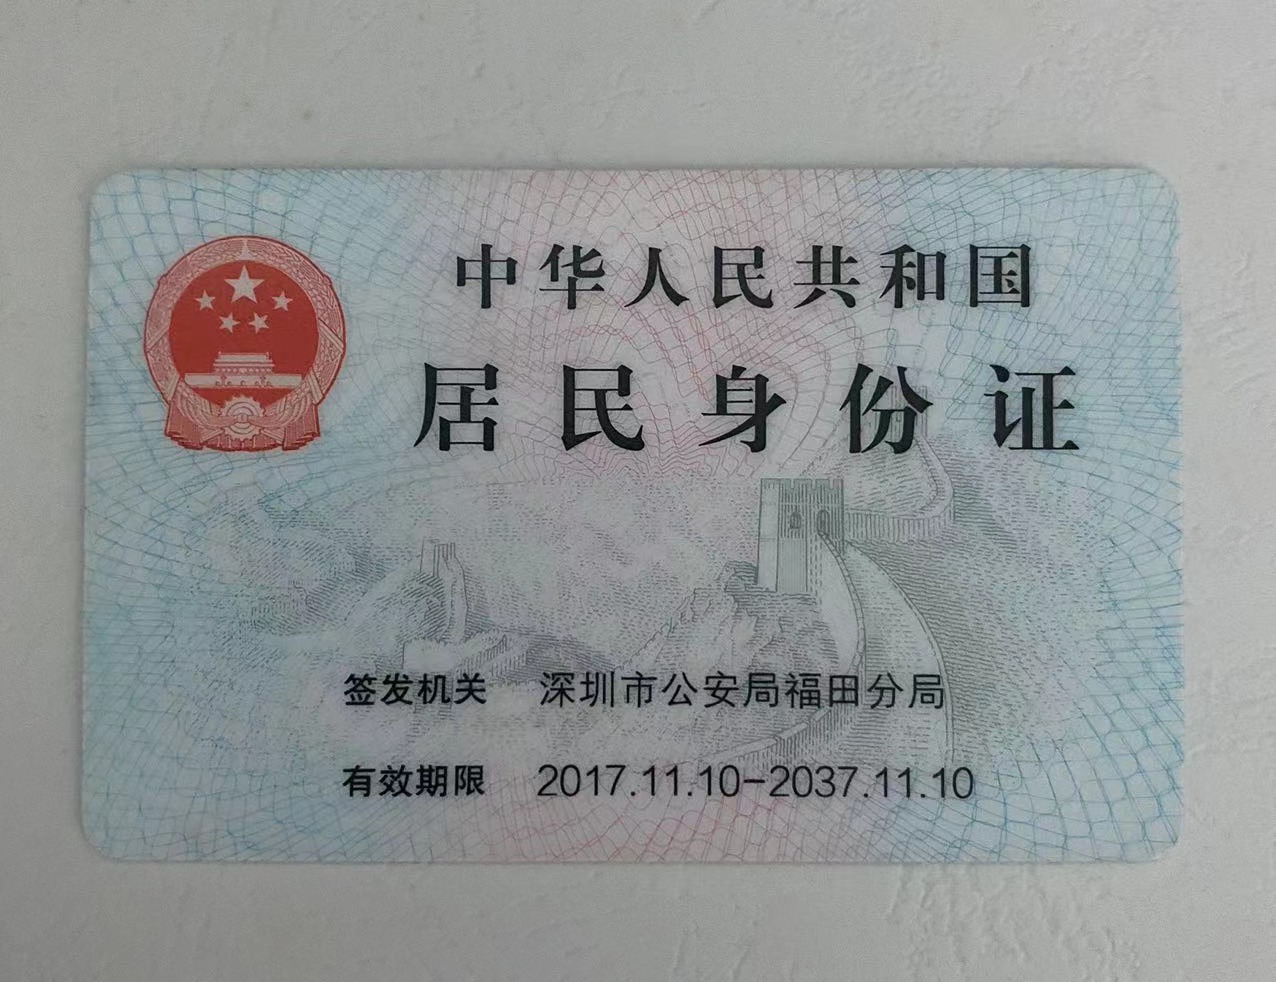 中华人民共和国
居民身份证
签发机关 深圳市公安局福田分局
有效期限 2017.11.10-2037.11.10